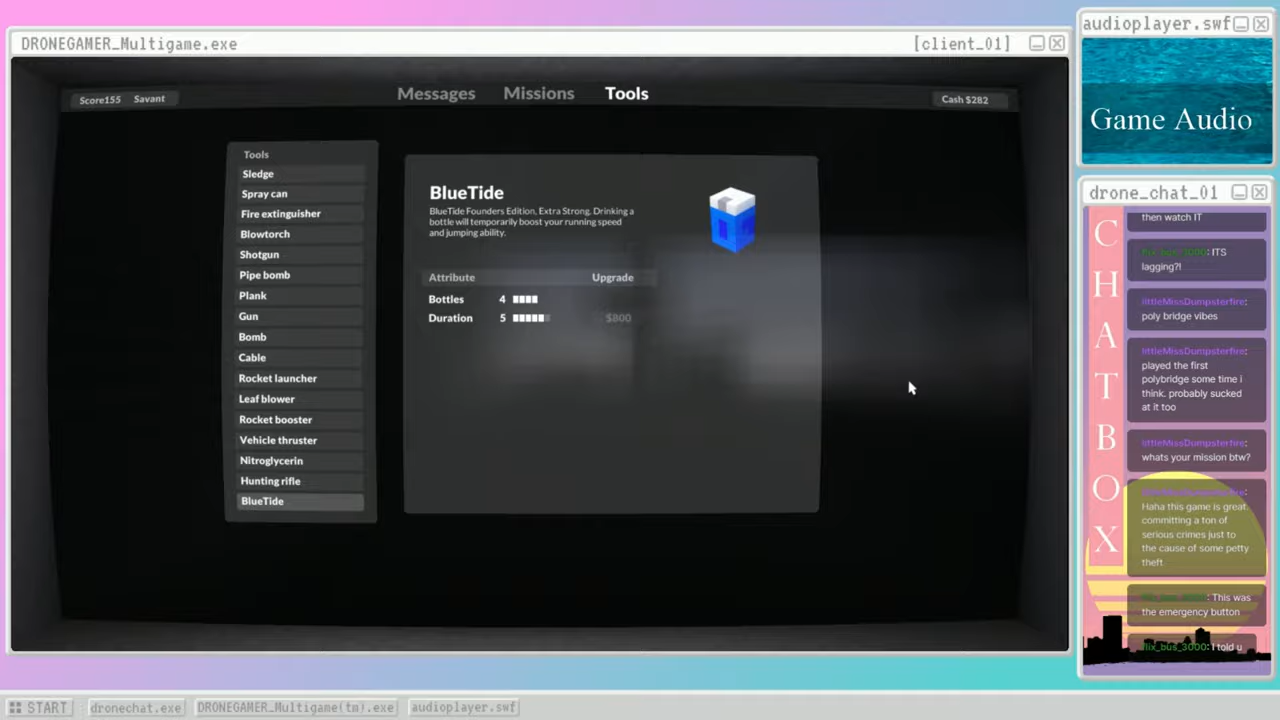 DRONEGAMER_Multigame.exe
[client_01]
Score155 Savant
Messages Missions Tools
Cash $282
Tools
Sledge
Spray can
Fire extinguisher
Blowtorch
Shotgun
Pipe bomb
Plank
Gun
Bomb
Cable
Rocket launcher
Leaf blower
Rocket booster
Vehicle thruster
Nitroglycerin
Hunting rifle
BlueTide
BlueTide
BlueTide Founders Edition, Extra Strong. Drinking a
bottle will temporarily boost your running speed
and jumping ability.
Attribute Upgrade
Bottles 4
Duration 5 $800
audioplayer.swf
Game Audio
drone_chat_01
CHATBOX
then watch IT
flix_bus_3000: ITS
lagging?!
littleMissDumpsterfire:
poly bridge vibes
littleMissDumpsterfire:
played the first
polybridge some time i
think. probably sucked
at it too
littleMissDumpsterfire:
whats your mission btw?
littleMissDumpsterfire:
Haha this game is great.
committing a ton of
serious crimes just to
the cause of some petty
theft
flix_bus_3000: This was
the emergency button
flix_bus_3000: I told u
START
dronechat.exe
DRONEGAMER_Multigame(tm).exe
audioplayer.swf